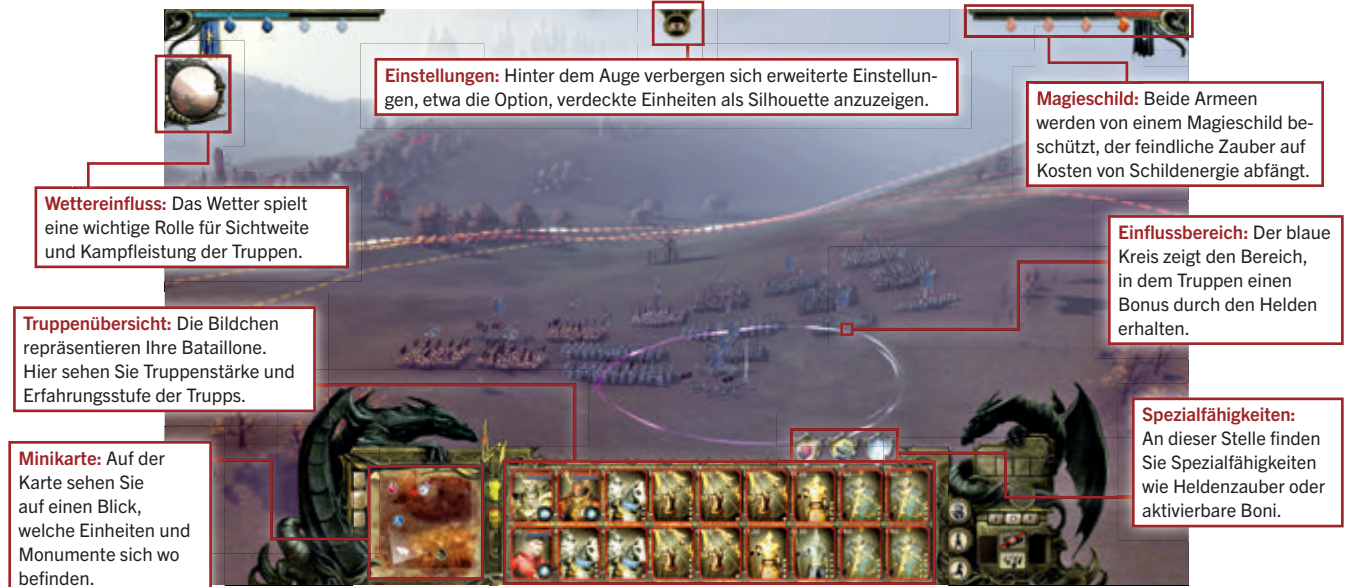 Einstellungen: Hinter dem Auge verbergen sich erweiterte Einstellun-
gen, etwa die Option, verdeckte Einheiten als Silhouette anzuzeigen.
Magieschild: Beide Armeen
werden von einem Magieschild be-
schützt, der feindliche Zauber auf
Kosten von Schildenergie abfängt.
Wettereinfluss: Das Wetter spielt
eine wichtige Rolle für Sichtweite
und Kampfleistung der Truppen.
Einflussbereich: Der blaue
Kreis zeigt den Bereich,
in dem Truppen einen
Bonus durch den Helden
erhalten.
Truppenübersicht: Die Bildchen
repräsentieren Ihre Bataillone.
Hier sehen Sie Truppenstärke und
Erfahrungsstufe der Trupps.
Minikarte: Auf der
Karte sehen Sie
auf einen Blick,
welche Einheiten und
Monumente sich wo
befinden.
Spezialfähigkeiten:
An dieser Stelle finden
Sie Spezialfähigkeiten
wie Heldenzauber oder
aktivierbare Boni.